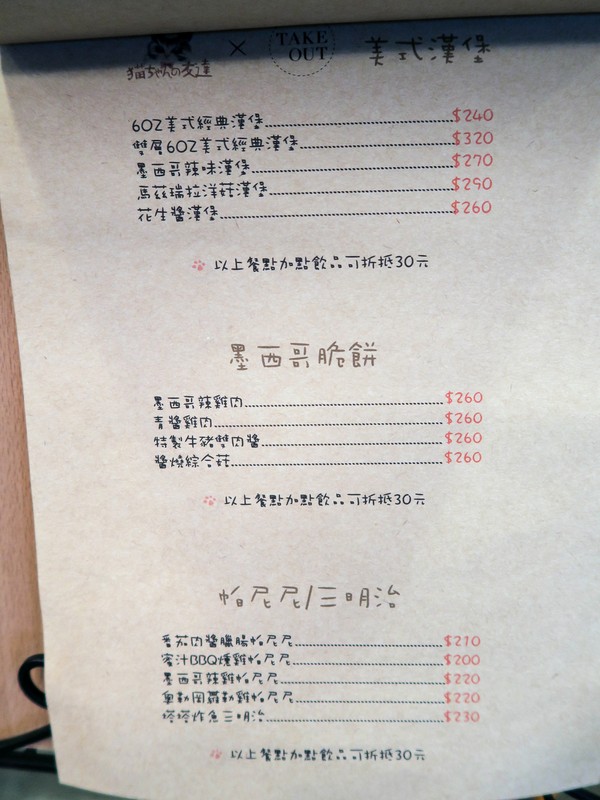 猫ちゃんの友達 × TAKE OUT 美式漢堡
6OZ美式經典漢堡 $240
雙層6OZ美式經典漢堡 $320
墨西哥辣味漢堡 $270
馬茲瑞拉洋菇漢堡 $290
花生醬漢堡 $260
以上餐點加點飲品可折抵30元
墨西哥脆餅
墨西哥辣雞肉 $260
青醬雞肉 $260
特製牛豬雙肉醬 $260
醬燒綜合菇 $260
以上餐點加點飲品可折抵30元
帕尼尼/三明治
番茄肉醬臘腸帕尼尼 $210
蜜汁BBQ燻雞帕尼尼 $200
墨西哥辣雞帕尼尼 $220
奧勒岡羅勒雞帕尼尼 $220
塔塔炸魚三明治 $230
以上餐點加點飲品可折抵30元